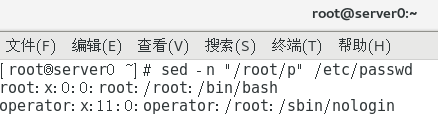 root@server0:~
文件(F) 编辑(E) 查看(V) 搜索(S) 终端(T) 帮助(H)
[root@server0 ~]# sed -n "/root/p" /etc/passwd
root:x:0:0:root:/root:/bin/bash
operator:x:11:0:operator:/root:/sbin/nologin